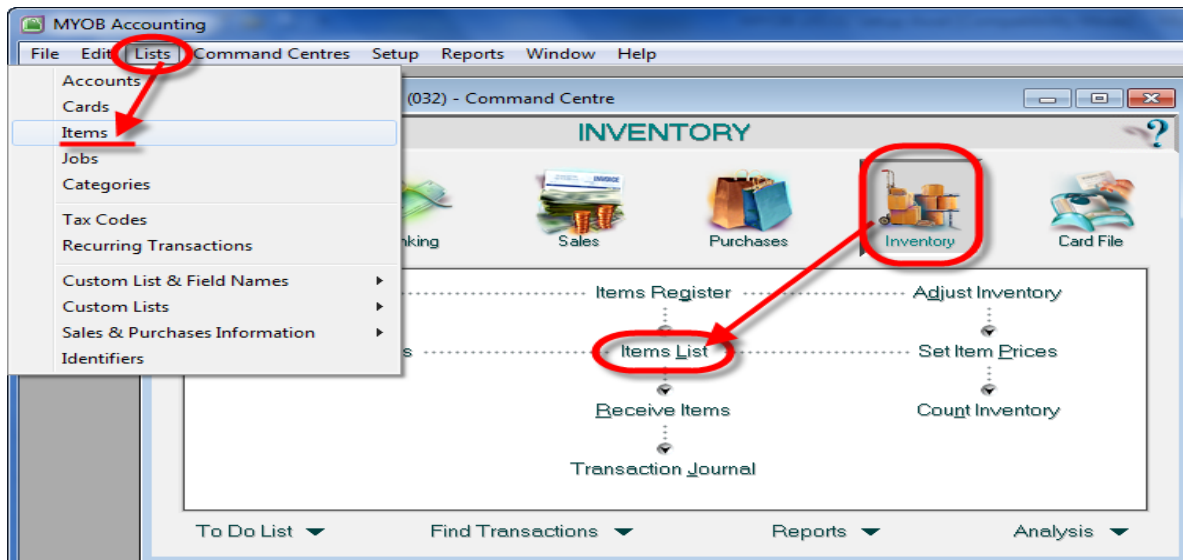 MYOB Accounting
File Edit Lists Command Centres Setup Reports Window Help
Accounts
Cards
Items
Jobs
Categories
Tax Codes
Recurring Transactions
Custom List & Field Names
Custom Lists
Sales & Purchases Information
Identifiers
(032) - Command Centre
INVENTORY
Sales Purchases Inventory Card File
Items Register Adjust Inventory
Items List Set Item Prices
Receive Items Count Inventory
Transaction Journal
To Do List Find Transactions Reports Analysis